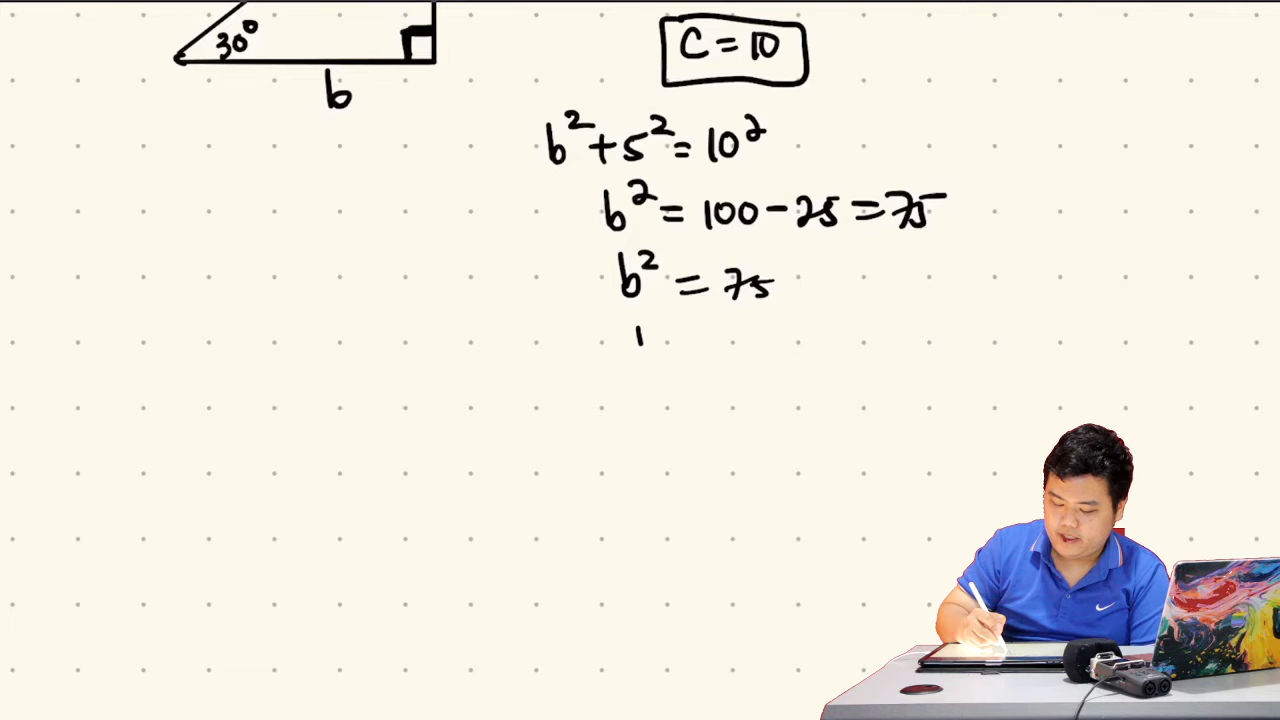 30°
b
C = 10
b² + 5² = 10²
b² = 100 - 25 = 75
b² = 75